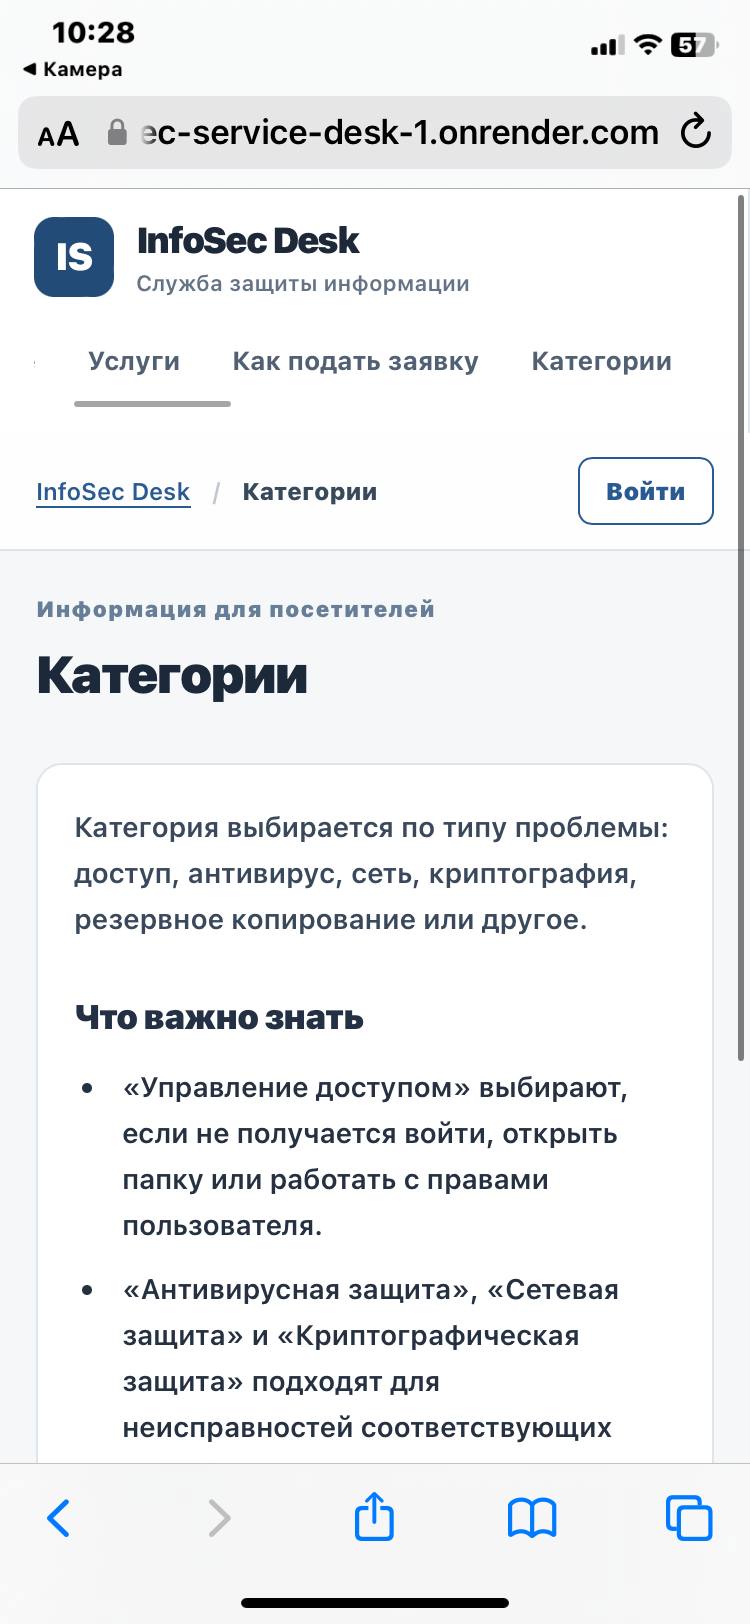 10:28
◀ Камера
57
AA ec-service-desk-1.onrender.com
IS
InfoSec Desk
Служба защиты информации
Услуги Как подать заявку Категории
InfoSec Desk / Категории Войти
Информация для посетителей
Категории
Категория выбирается по типу проблемы:
доступ, антивирус, сеть, криптография,
резервное копирование или другое.
Что важно знать
• «Управление доступом» выбирают,
если не получается войти, открыть
папку или работать с правами
пользователя.
• «Антивирусная защита», «Сетевая
защита» и «Криптографическая
защита» подходят для
неисправностей соответствующих